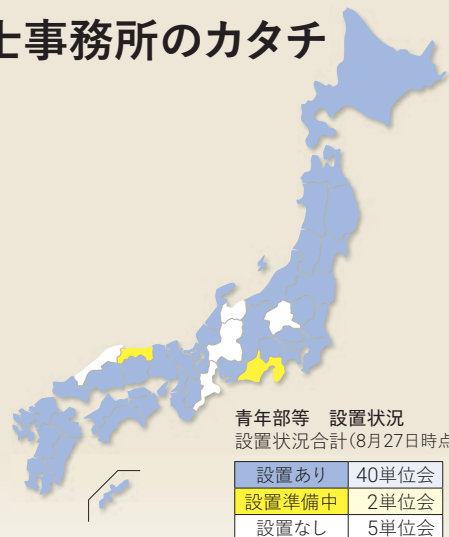 士事務所のカタチ
青年部等 設置状況
設置状況合計(8月27日時点
設置あり 40単位会
設置準備中 2単位会
設置なし 5単位会